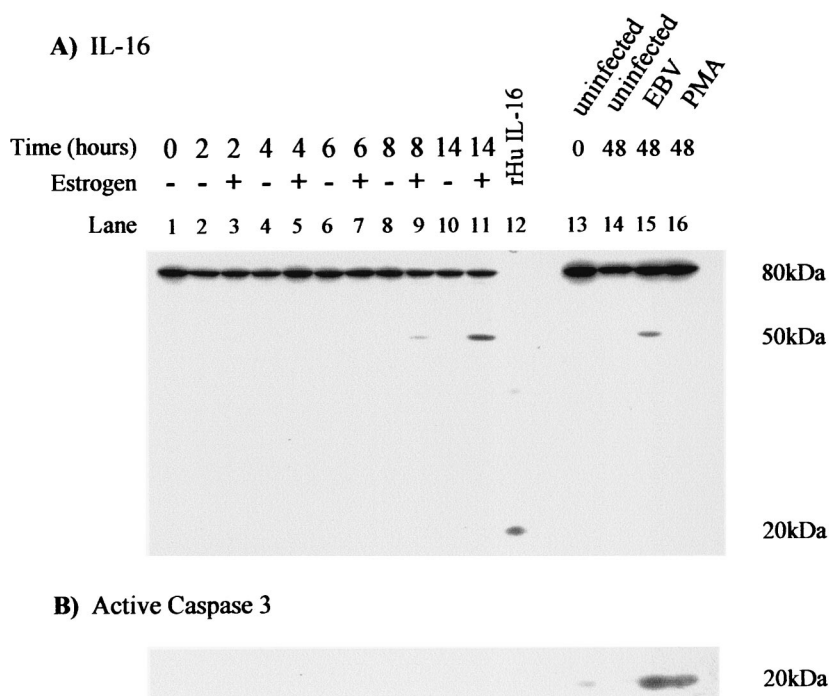 A) IL-16
uninfected
uninfected
EBV
PMA
rHu IL-16
Time (hours) 0 2 2 4 4 6 6 8 8 14 14 0 48 48 48
Estrogen - - + - + - + - + - +
Lane 1 2 3 4 5 6 7 8 9 10 11 12 13 14 15 16
80kDa
50kDa
20kDa
B) Active Caspase 3
20kDa